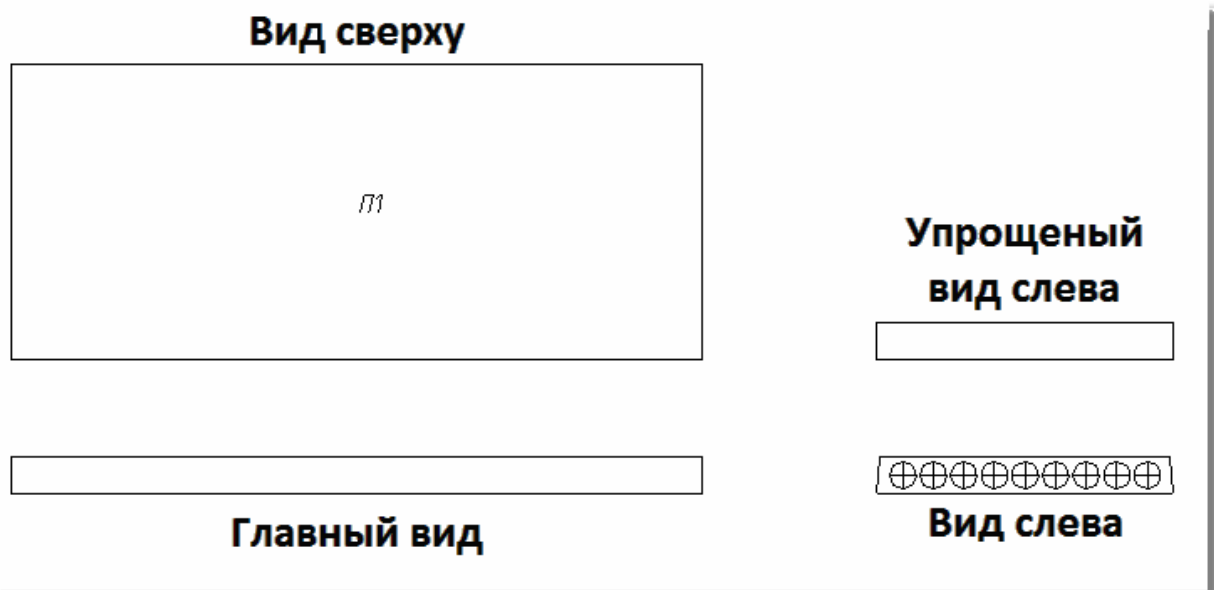 Вид сверху
П1
Упрощеный
вид слева
Главный вид
Вид слева